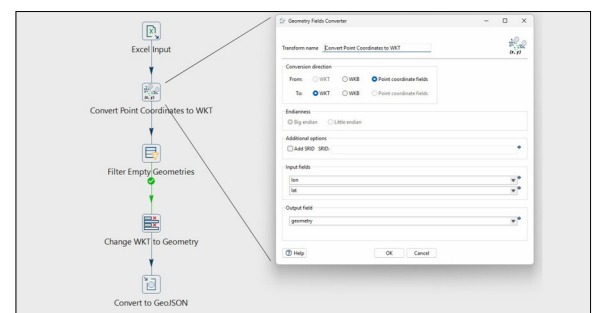 Excel Input
Convert Point Coordinates to WKT
Filter Empty Geometries
Change WKT to Geometry
Convert to GeoJSON
Geometry Fields Converter
Transform name Convert Point Coordinates to WKT
(x, y)
Conversion direction
From: WKT WKB Point coordinate fields
To: WKT WKB Point coordinate fields
Endianness
Big endian Little endian
Additional options
Add SRID SRID:
Input fields
lon
lat
Output field
geometry
Help OK Cancel